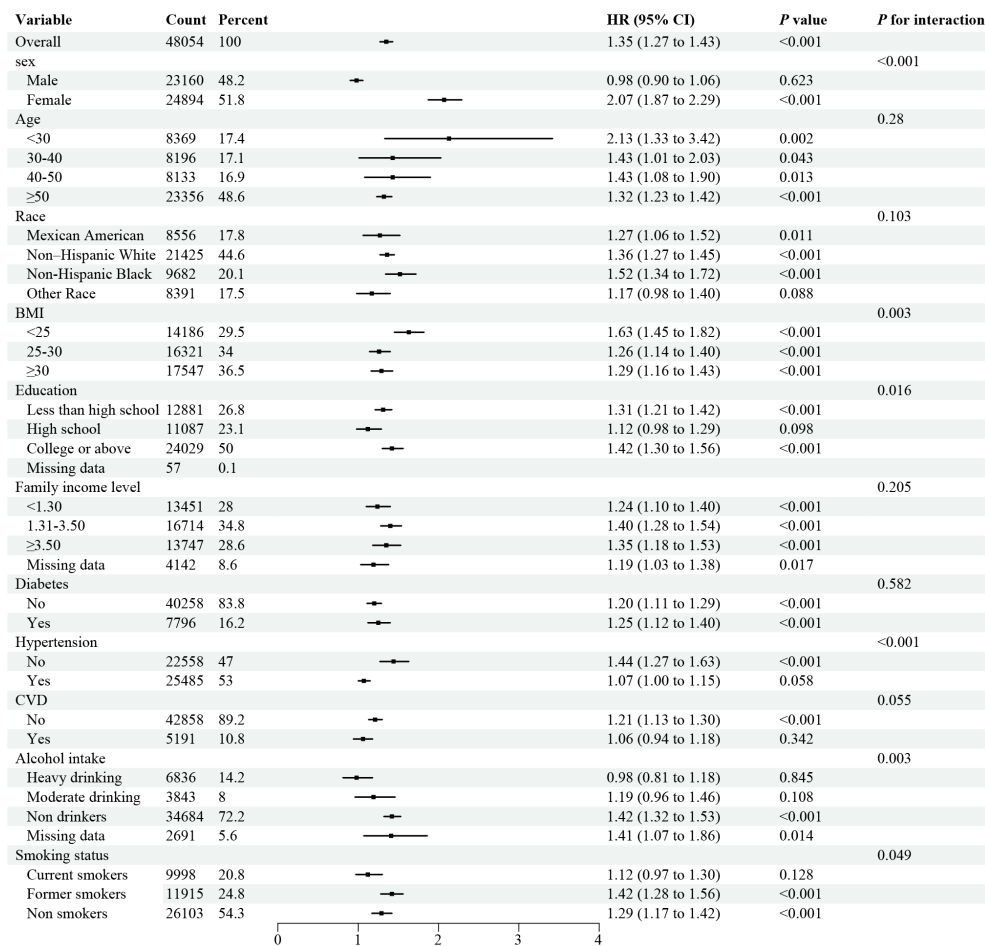 Variable Count Percent HR (95% CI) P value P for interaction
Overall 48054 100 1.35 (1.27 to 1.43) <0.001
sex <0.001
Male 23160 48.2 0.98 (0.90 to 1.06) 0.623
Female 24894 51.8 2.07 (1.87 to 2.29) <0.001
Age 0.28
<30 8369 17.4 2.13 (1.33 to 3.42) 0.002
30-40 8196 17.1 1.43 (1.01 to 2.03) 0.043
40-50 8133 16.9 1.43 (1.08 to 1.90) 0.013
≥50 23356 48.6 1.32 (1.23 to 1.42) <0.001
Race 0.103
Mexican American 8556 17.8 1.27 (1.06 to 1.52) 0.011
Non–Hispanic White 21425 44.6 1.36 (1.27 to 1.45) <0.001
Non-Hispanic Black 9682 20.1 1.52 (1.34 to 1.72) <0.001
Other Race 8391 17.5 1.17 (0.98 to 1.40) 0.088
BMI 0.003
<25 14186 29.5 1.63 (1.45 to 1.82) <0.001
25-30 16321 34 1.26 (1.14 to 1.40) <0.001
≥30 17547 36.5 1.29 (1.16 to 1.43) <0.001
Education 0.016
Less than high school 12881 26.8 1.31 (1.21 to 1.42) <0.001
High school 11087 23.1 1.12 (0.98 to 1.29) 0.098
College or above 24029 50 1.42 (1.30 to 1.56) <0.001
Missing data 57 0.1
Family income level 0.205
<1.30 13451 28 1.24 (1.10 to 1.40) <0.001
1.31-3.50 16714 34.8 1.40 (1.28 to 1.54) <0.001
≥3.50 13747 28.6 1.35 (1.18 to 1.53) <0.001
Missing data 4142 8.6 1.19 (1.03 to 1.38) 0.017
Diabetes 0.582
No 40258 83.8 1.20 (1.11 to 1.29) <0.001
Yes 7796 16.2 1.25 (1.12 to 1.40) <0.001
Hypertension <0.001
No 22558 47 1.44 (1.27 to 1.63) <0.001
Yes 25485 53 1.07 (1.00 to 1.15) 0.058
CVD 0.055
No 42858 89.2 1.21 (1.13 to 1.30) <0.001
Yes 5191 10.8 1.06 (0.94 to 1.18) 0.342
Alcohol intake 0.003
Heavy drinking 6836 14.2 0.98 (0.81 to 1.18) 0.845
Moderate drinking 3843 8 1.19 (0.96 to 1.46) 0.108
Non drinkers 34684 72.2 1.42 (1.32 to 1.53) <0.001
Missing data 2691 5.6 1.41 (1.07 to 1.86) 0.014
Smoking status 0.049
Current smokers 9998 20.8 1.12 (0.97 to 1.30) 0.128
Former smokers 11915 24.8 1.42 (1.28 to 1.56) <0.001
Non smokers 26103 54.3 1.29 (1.17 to 1.42) <0.001
0 1 2 3 4